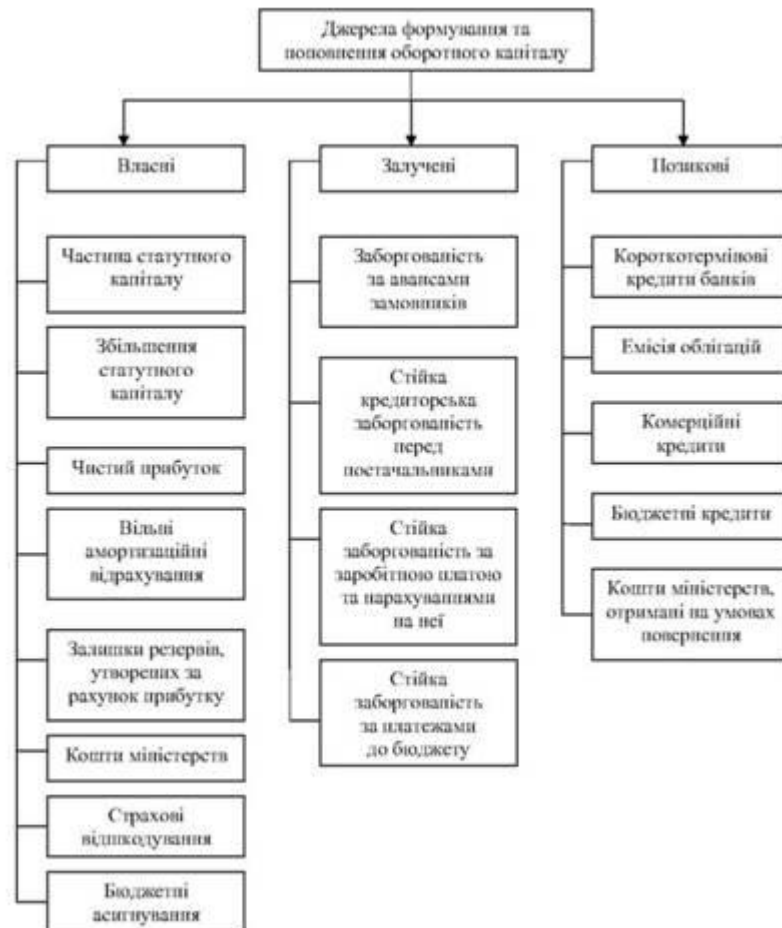 Джерела формування та
поповнення оборотного капіталу
Власні
Частина статутного
капіталу
Збільшення
статутного
капіталу
Чистий прибуток
Вільні
амортизаційні
відрахування
Залишки резервів,
утворених за
рахунок прибутку
Кошти міністерств
Страхові
відшкодування
Бюджетні
асигнування
Залучені
Заборгованість
за авансами
замовників
Стійка
кредиторська
заборгованість
перед
постачальниками
Стійка
заборгованість за
заробітною платою
та нарахуваннями
на неї
Стійка
заборгованість
за платежами
до бюджету
Позикові
Короткотермінові
кредити банків
Емісія облігацій
Комерційні
кредити
Бюджетні кредити
Кошти міністерств,
отримані на умовах
повернення